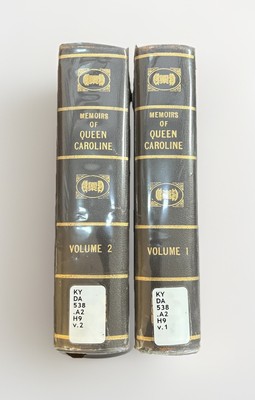 MEMOIRS
OF
QUEEN
CAROLINE
VOLUME 2
KY
DA
538
.A2
H9
v.2
MEMOIRS
OF
QUEEN
CAROLINE
VOLUME 1
KY
DA
538
.A2
H9
v.1